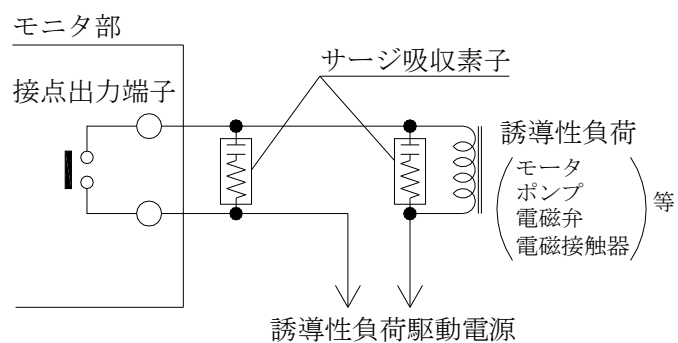 モニタ部
サージ吸収素子
接点出力端子
誘導性負荷
モータ
ポンプ
電磁弁
電磁接触器
等
誘導性負荷駆動電源